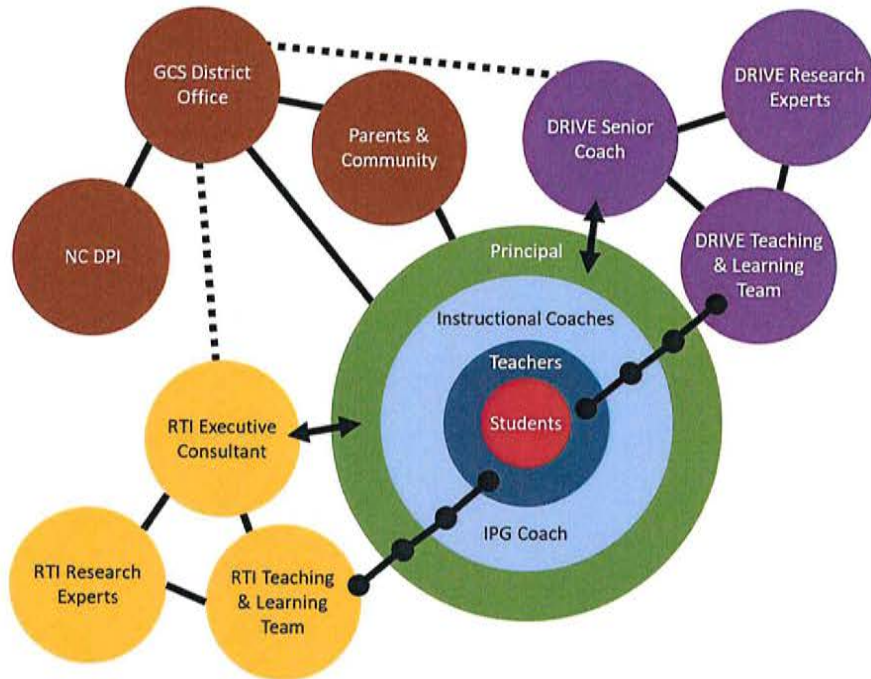 GCS District
Office
Parents &
Community
NC DPI
DRIVE Research
Experts
DRIVE Senior
Coach
DRIVE Teaching
& Learning
Team
Principal
Instructional Coaches
Teachers
Students
IPG Coach
RTI Executive
Consultant
RTI Research
Experts
RTI Teaching
& Learning
Team